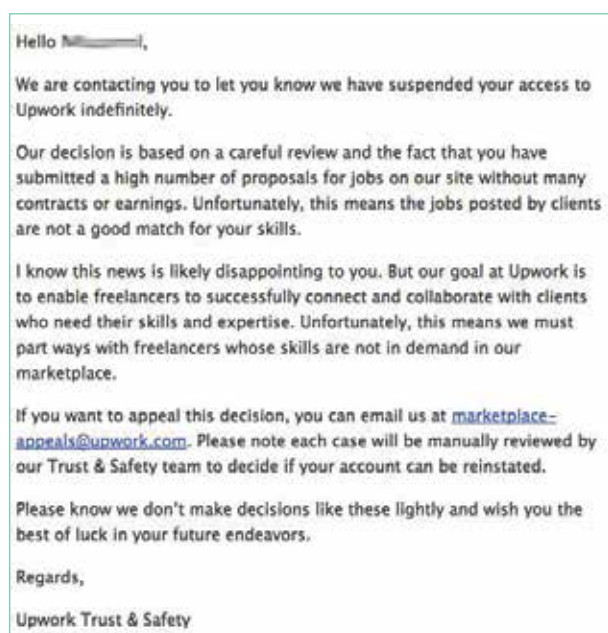 Hello
We are contacting you to let you know we have suspended your access to
Upwork indefinitely.
Our decision is based on a careful review and the fact that you have
submitted a high number of proposals for jobs on our site without many
contracts or earnings. Unfortunately, this means the jobs posted by clients
are not a good match for your skills.
I know this news is likely disappointing to you. But our goal at Upwork is
to enable freelancers to successfully connect and collaborate with clients
who need their skills and expertise. Unfortunately, this means we must
part ways with freelancers whose skills are not in demand in our
marketplace.
If you want to appeal this decision, you can email us at marketplace-
appeals@upwork.com. Please note each case will be manually reviewed by
our Trust & Safety team to decide if your account can be reinstated.
Please know we don't make decisions like these lightly and wish you the
best of luck in your future endeavors.
Regards,
Upwork Trust & Safety